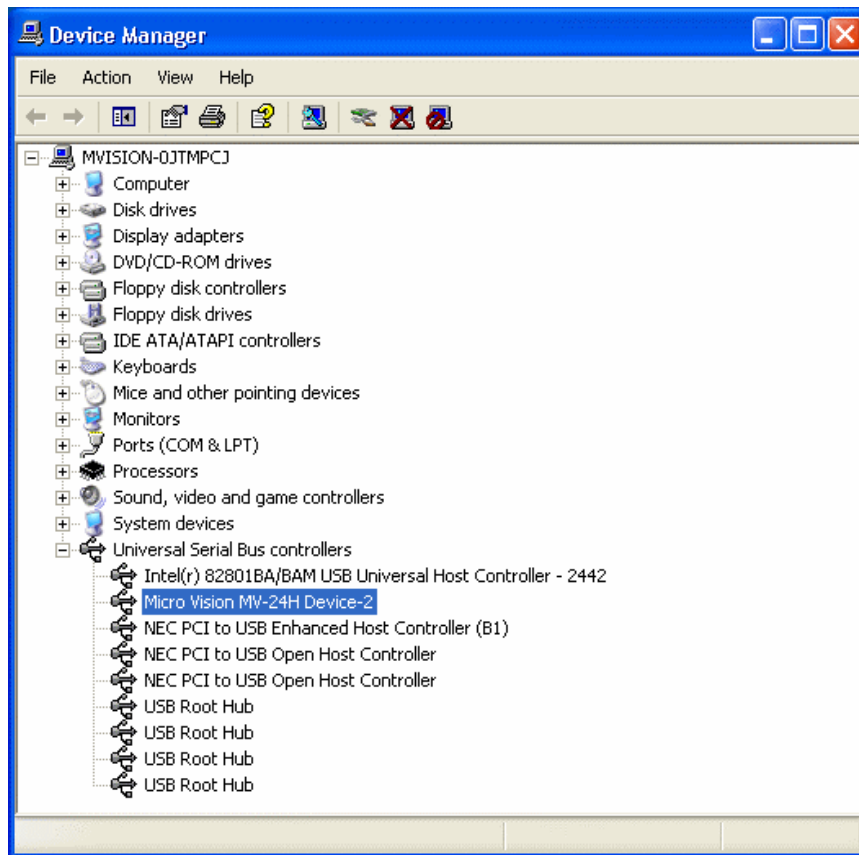 Device Manager
File Action View Help
MVISION-0JTMPCJ
Computer
Disk drives
Display adapters
DVD/CD-ROM drives
Floppy disk controllers
Floppy disk drives
IDE ATA/ATAPI controllers
Keyboards
Mice and other pointing devices
Monitors
Ports (COM & LPT)
Processors
Sound, video and game controllers
System devices
Universal Serial Bus controllers
Intel(r) 82801BA/BAM USB Universal Host Controller - 2442
Micro Vision MV-24H Device-2
NEC PCI to USB Enhanced Host Controller (B1)
NEC PCI to USB Open Host Controller
NEC PCI to USB Open Host Controller
USB Root Hub
USB Root Hub
USB Root Hub
USB Root Hub